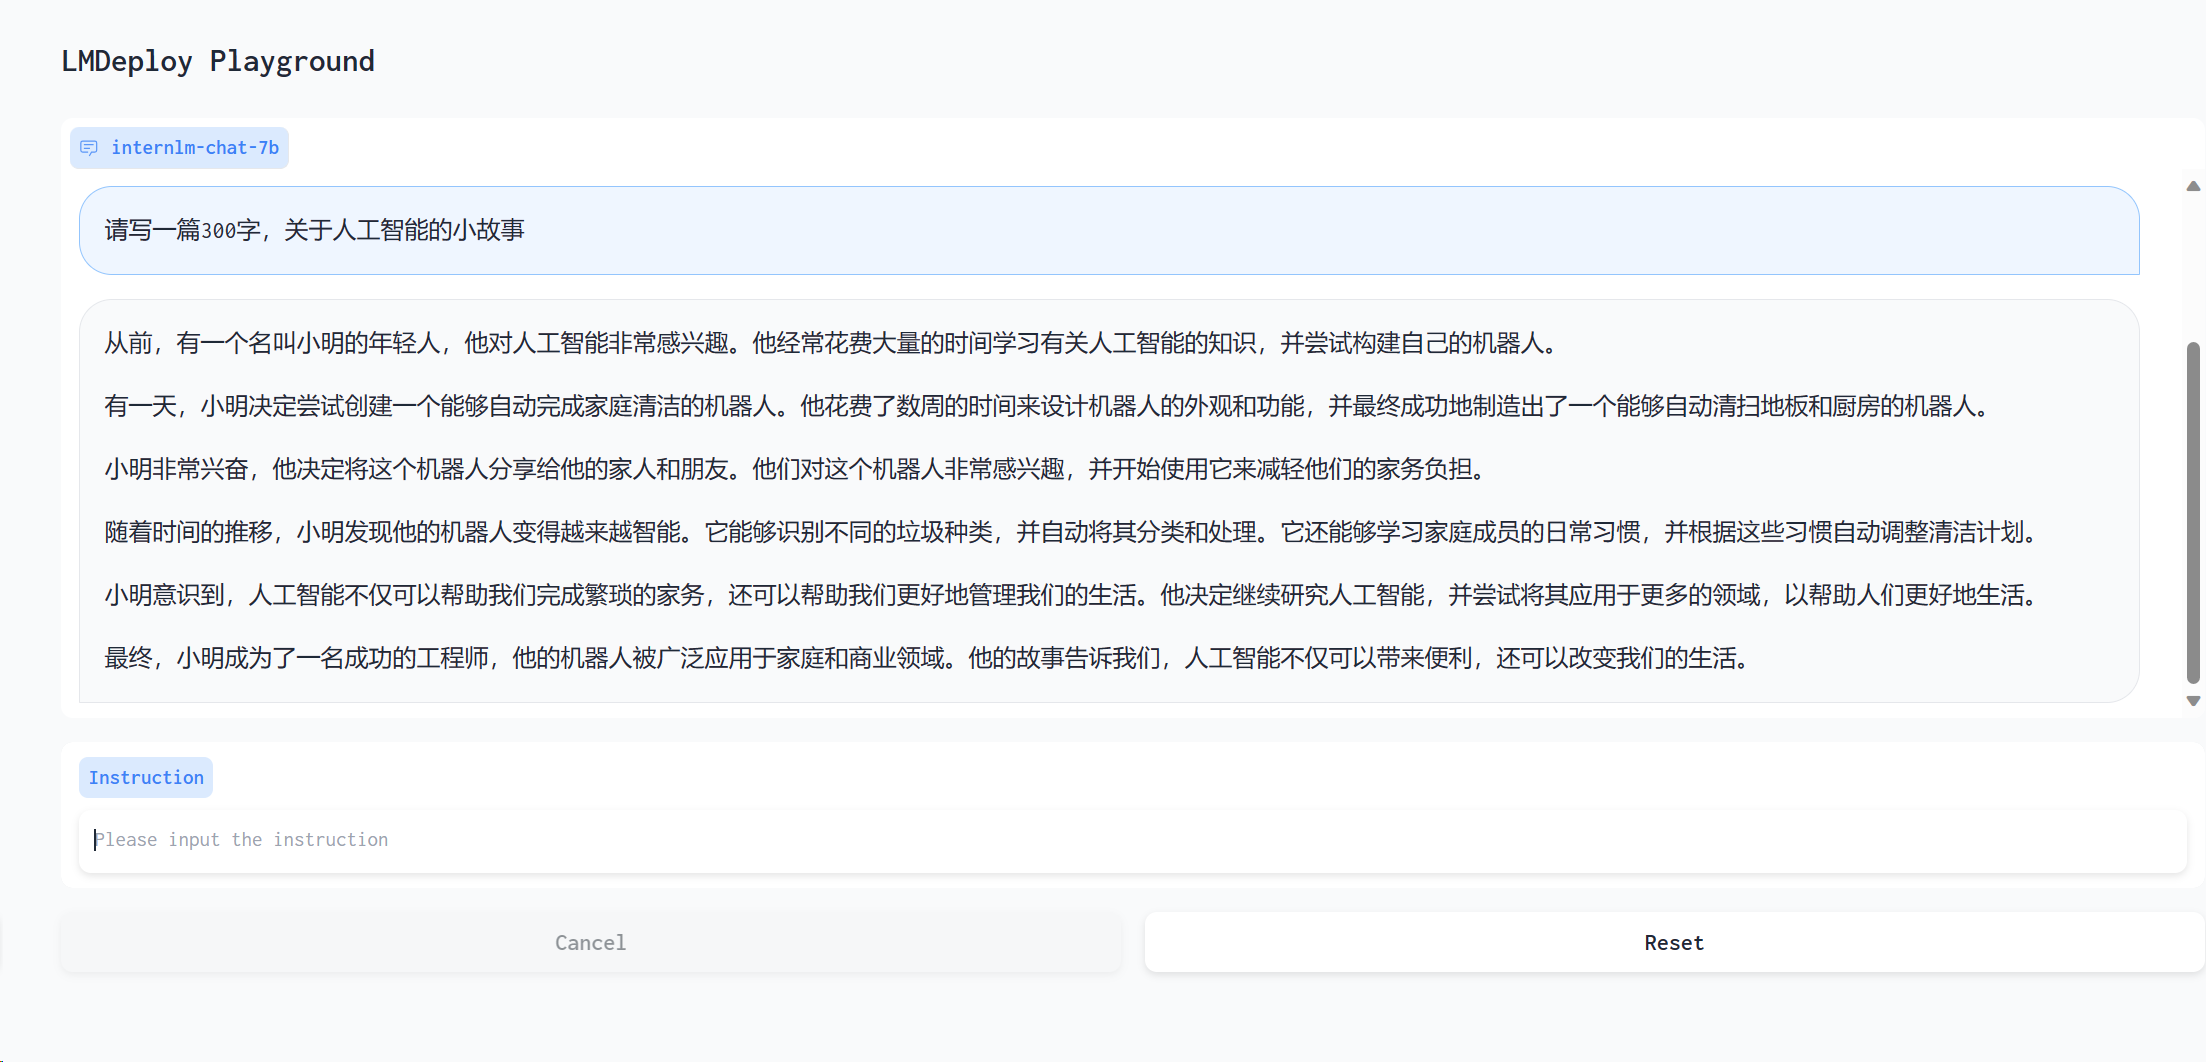 LMDeploy Playground
internlm-chat-7b
请写一篇300字，关于人工智能的小故事
从前，有一个名叫小明的年轻人，他对人工智能非常感兴趣。他经常花费大量的时间学习有关人工智能的知识，并尝试构建自己的机器人。
有一天，小明决定尝试创建一个能够自动完成家庭清洁的机器人。他花费了数周的时间来设计机器人的外观和功能，并最终成功地制造出了一个能够自动清扫地板和厨房的机器人。
小明非常兴奋，他决定将这个机器人分享给他的家人和朋友。他们对这个机器人非常感兴趣，并开始使用它来减轻他们的家务负担。
随着时间的推移，小明发现他的机器人变得越来越智能。它能够识别不同的垃圾种类，并自动将其分类和处理。它还能够学习家庭成员的日常习惯，并根据这些习惯自动调整清洁计划。
小明意识到，人工智能不仅可以帮助我们完成繁琐的家务，还可以帮助我们更好地管理我们的生活。他决定继续研究人工智能，并尝试将其应用于更多的领域，以帮助人们更好地生活。
最终，小明成为了一名成功的工程师，他的机器人被广泛应用于家庭和商业领域。他的故事告诉我们，人工智能不仅可以带来便利，还可以改变我们的生活。
Instruction
Please input the instruction
Cancel
Reset